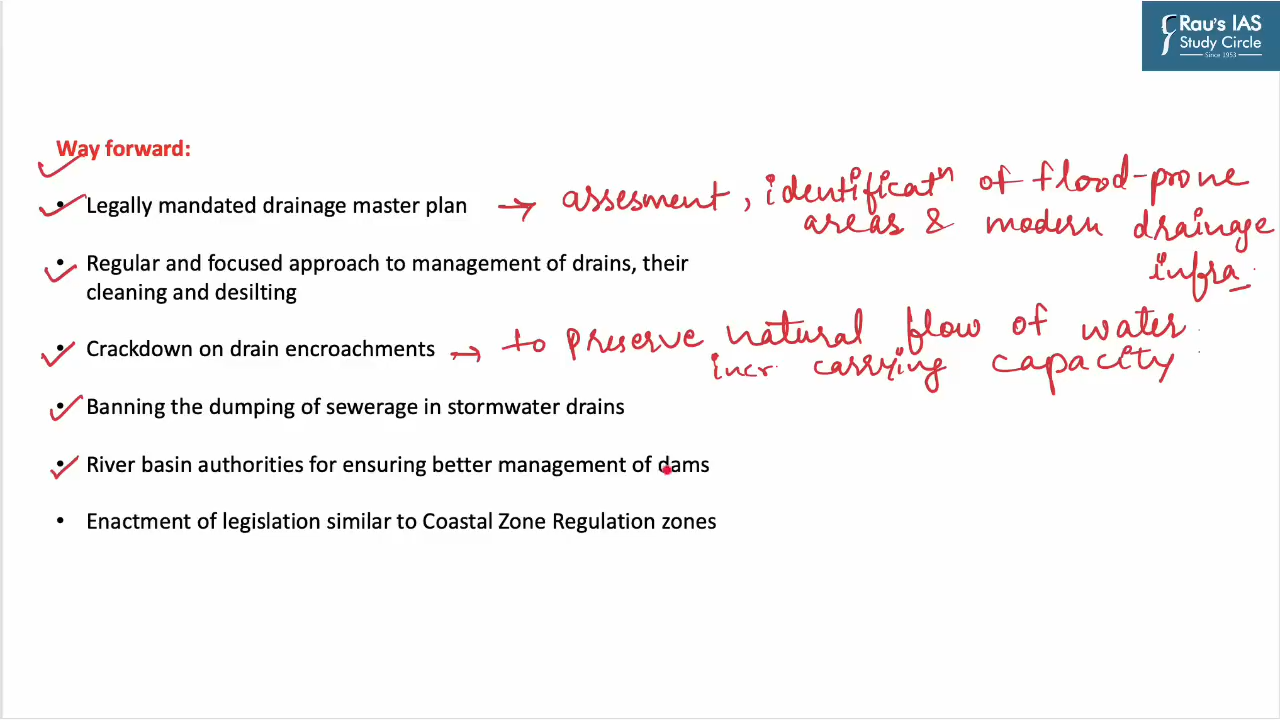 Rau's IAS
Study Circle
Since 1953
Way forward:
• Legally mandated drainage master plan → assesment, identificatⁿ of flood-prone
areas & modern drainage
infra.
• Regular and focused approach to management of drains, their
cleaning and desilting
• Crackdown on drain encroachments → to preserve natural flow of water
incr. carrying capacity
• Banning the dumping of sewerage in stormwater drains
• River basin authorities for ensuring better management of dams
• Enactment of legislation similar to Coastal Zone Regulation zones